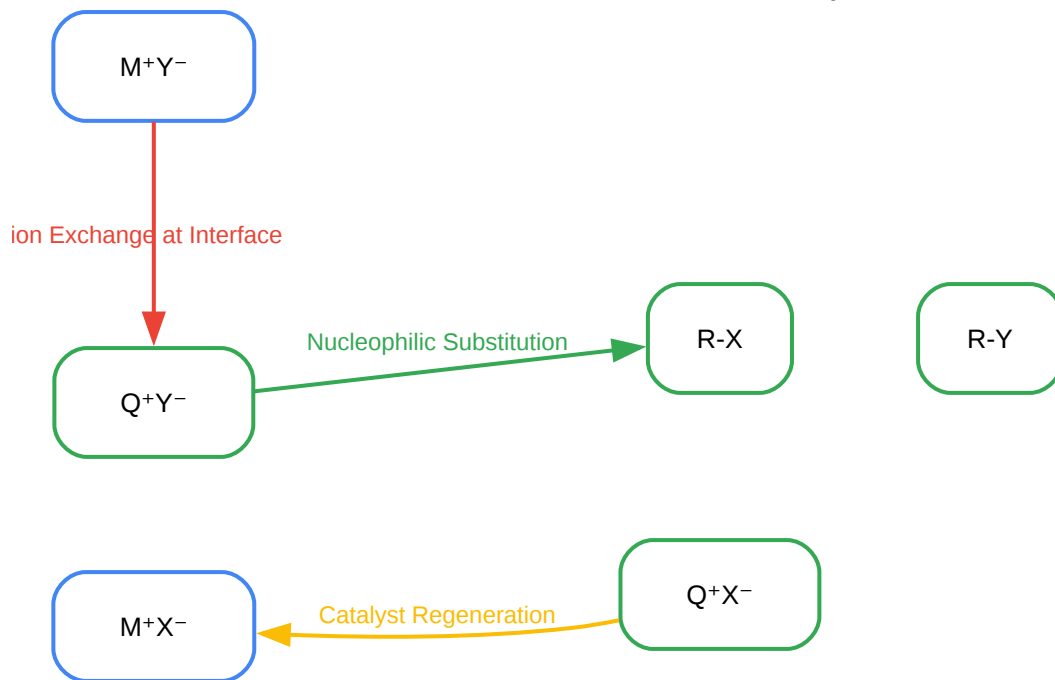 M⁺Y⁻
ion Exchange at Interface
Nucleophilic Substitution
R-X
R-Y
Q⁺Y⁻
Q⁺X⁻
Catalyst Regeneration
M⁺X⁻